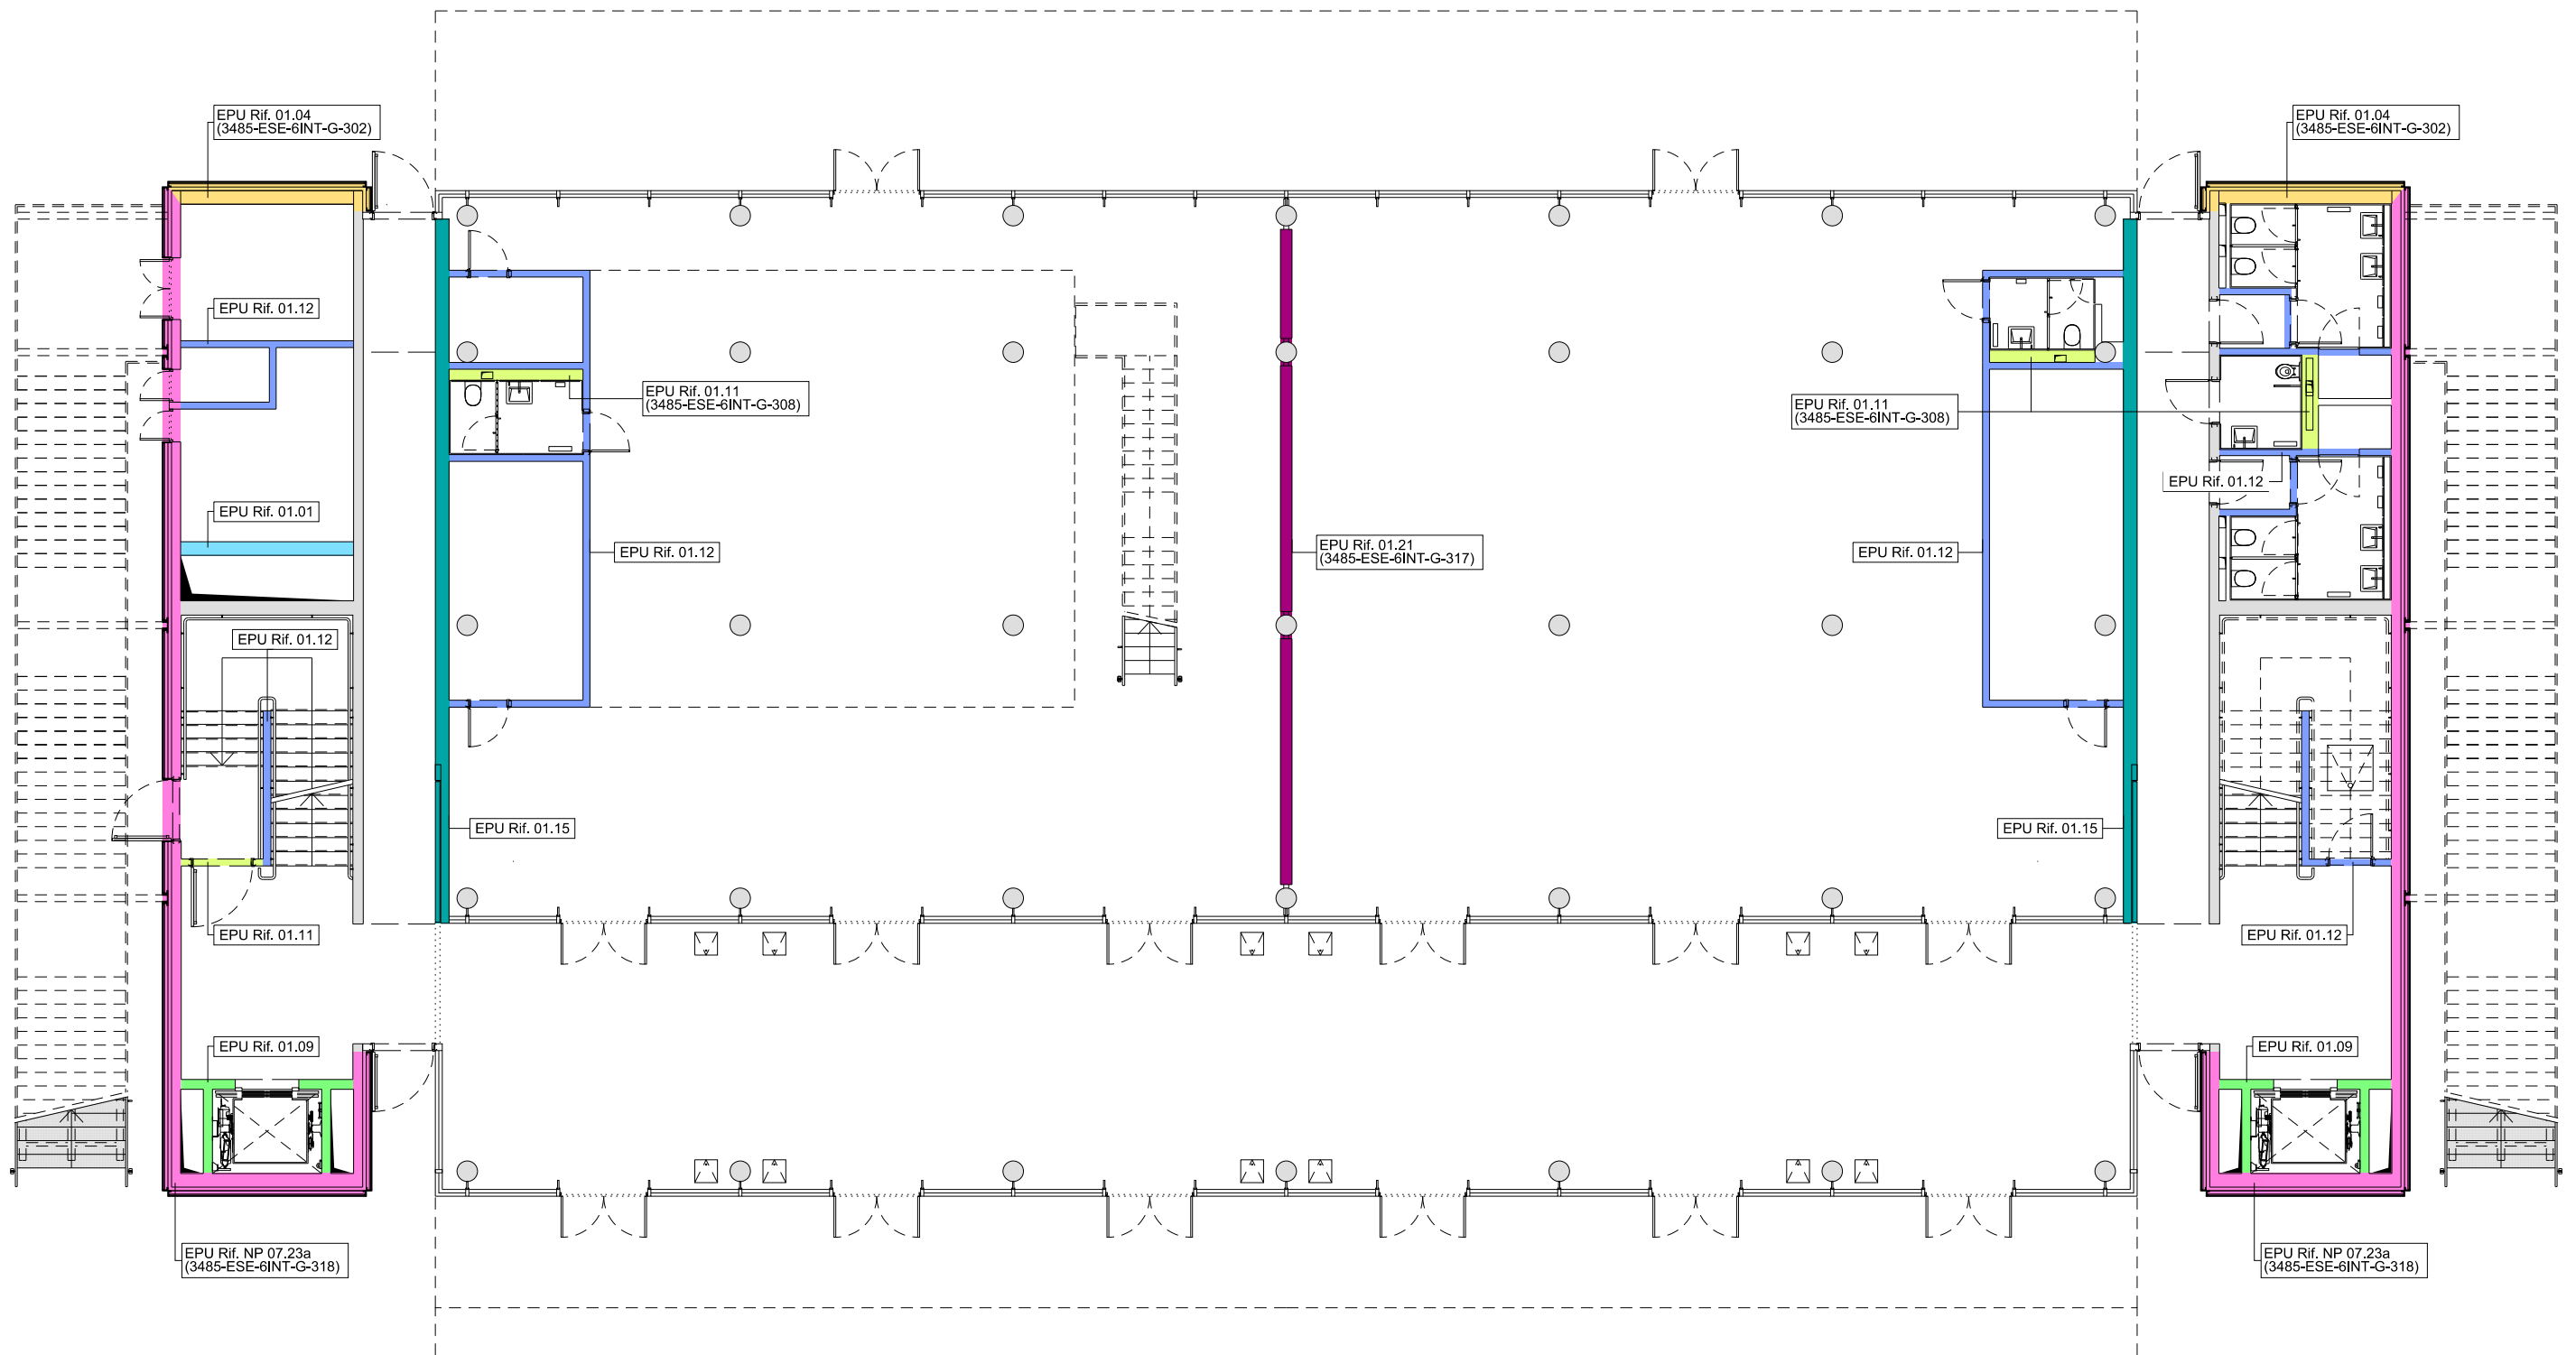 EPU Rif. 01.04
(3485-ESE-6INT-G-302)
EPU Rif. 01.04
(3485-ESE-6INT-G-302)
EPU Rif. 01.12
EPU Rif. 01.11
(3485-ESE-6INT-G-308)
EPU Rif. 01.11
(3485-ESE-6INT-G-308)
EPU Rif. 01.12
EPU Rif. 01.01
EPU Rif. 01.12
EPU Rif. 01.21
(3485-ESE-6INT-G-317)
EPU Rif. 01.12
EPU Rif. 01.12
EPU Rif. 01.15
EPU Rif. 01.15
EPU Rif. 01.11
EPU Rif. 01.12
EPU Rif. 01.09
EPU Rif. 01.09
EPU Rif. NP 07.23a
(3485-ESE-6INT-G-318)
EPU Rif. NP 07.23a
(3485-ESE-6INT-G-318)